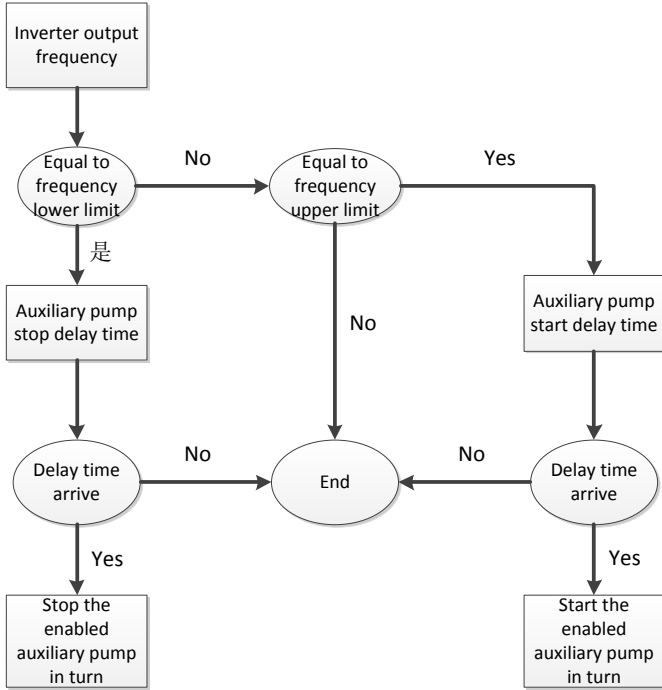 Inverter output
frequency
Equal to
frequency
lower limit
No
Equal to
frequency
upper limit
Yes
是
Auxiliary pump
stop delay time
No
Auxiliary pump
start delay time
Delay time
arrive
No
End
No
Delay time
arrive
Yes
Yes
Stop the
enabled
auxiliary pump
in turn
Start the
enabled
auxiliary pump
in turn